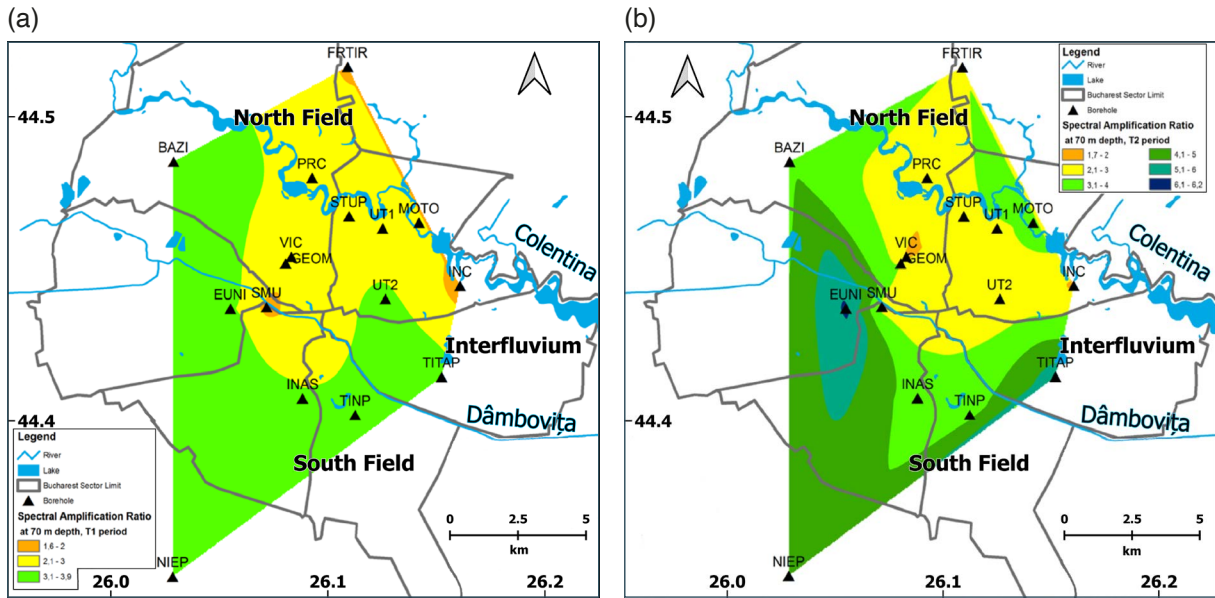 (a)
FRTIR
North Field
44.5
BAZI
PRC
STUP
UT1
MOTO
Colentina
VIC
GEOM
INC
UT2
EUNI
SMU
Interfluvium
TITAP
INAS
TINP
44.4
Dâmbovița
South Field
Legend
River
Lake
Bucharest Sector Limit
Borehole
Spectral Amplification Ratio
at 70 m depth, T1 period
1,6 - 2
2,1 - 3
3,1 - 3,9
0 2.5 5
km
NIEP
26.0 26.1 26.2
(b)
FRTIR
Legend
River
Lake
Bucharest Sector Limit
Borehole
Spectral Amplification Ratio
at 70 m depth, T2 period
1,7 - 2 4,1 - 5
2,1 - 3 5,1 - 6
3,1 - 4 6,1 - 6,2
North Field
44.5
BAZI
PRC
STUP
UT1
MOTO
Colentina
VIC
GEOM
INC
UT2
EUNI
SMU
Interfluvium
TITAP
INAS
TINP
44.4
Dâmbovița
South Field
0 2.5 5
km
NIEP
26.0 26.1 26.2